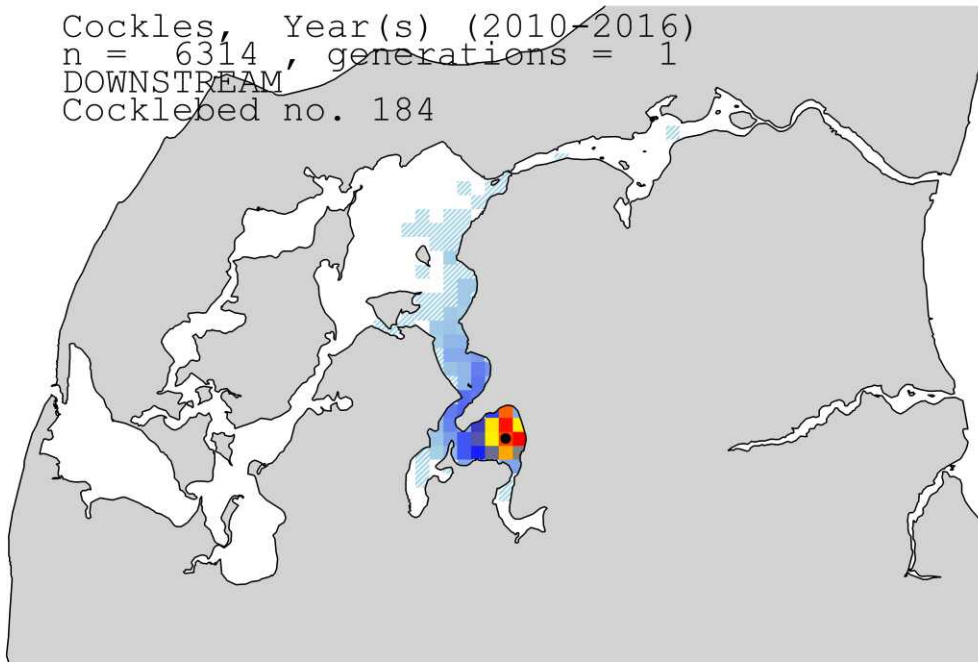 Cockles, Year(s) (2010-2016)
n = 6314 , generations = 1
DOWNSTREAM
Cocklebed no. 184